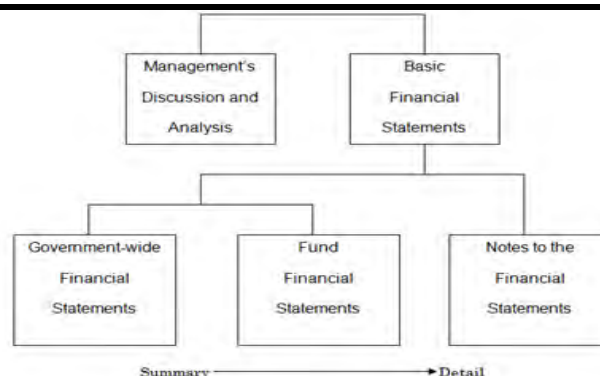 Management's
Discussion and
Analysis
Basic
Financial
Statements
Government-wide
Financial
Statements
Fund
Financial
Statements
Notes to the
Financial
Statements
Summary
Detail